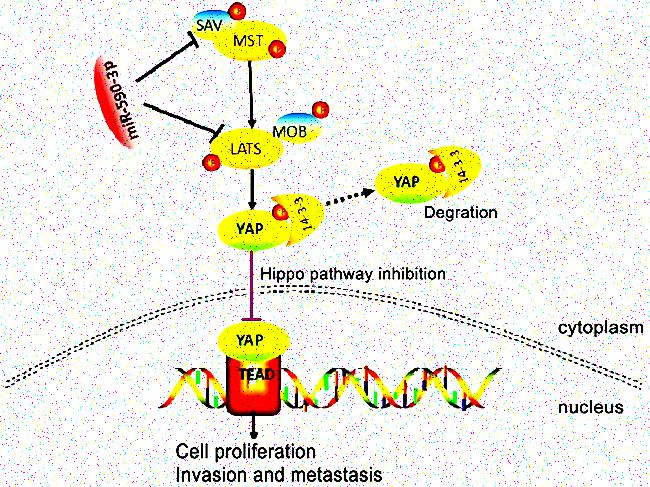 SAV
MST
miR-590-3p
MOB
LATS
14-3-3
YAP
14-3-3
YAP
Degration
Hippo pathway inhibition
YAP
cytoplasm
TEAD
nucleus
Cell proliferation
Invasion and metastasis